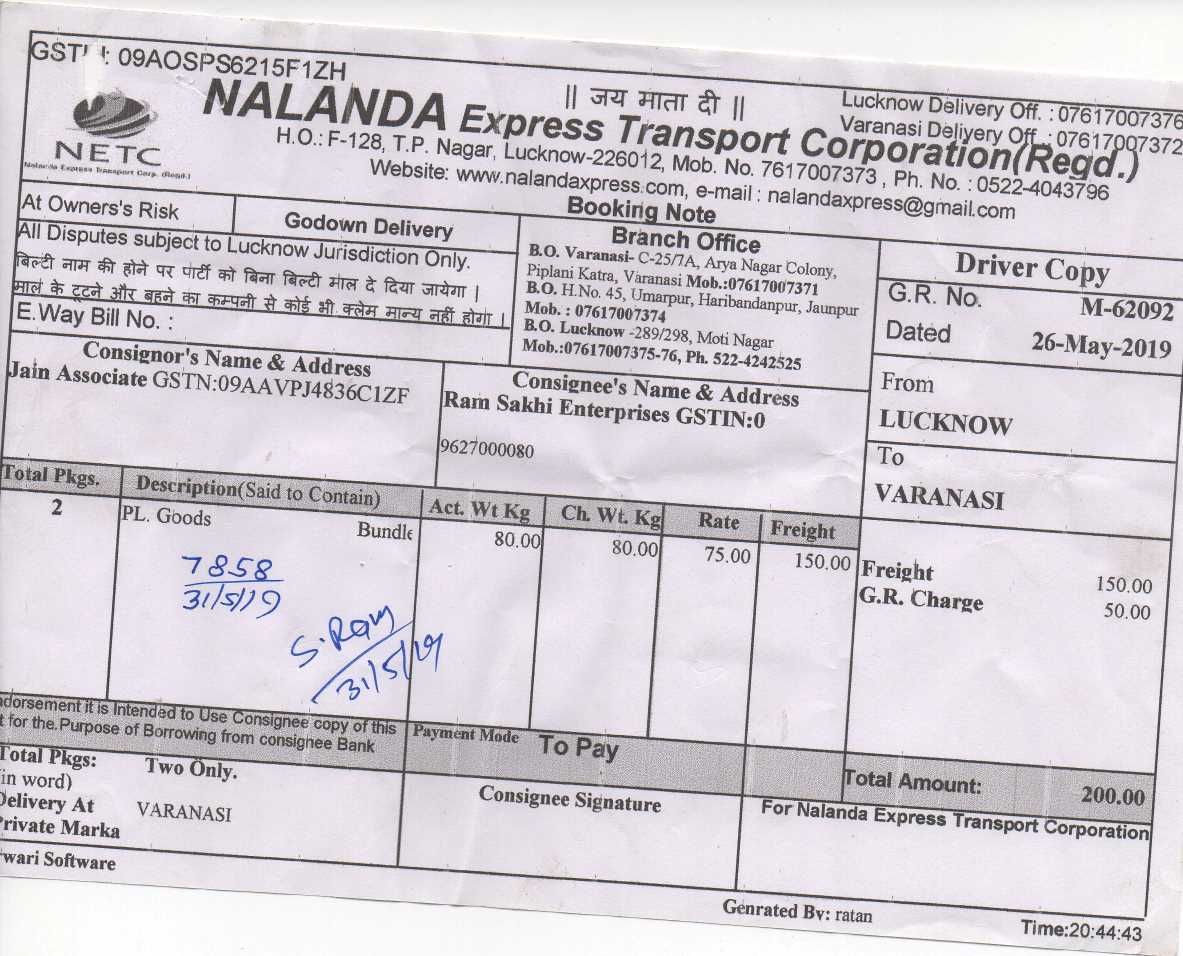 GSTN: 09AOSPS6215F1ZH
|| जय माता दी ||
Lucknow Delivery Off. : 07617007376
Varanasi Delivery Off. : 07617007372
NALANDA Express Transport Corporation(Regd.)
NETC
Nalanda Express Transport Corp. (Regd.)
H.O.: F-128, T.P. Nagar, Lucknow-226012, Mob. No. 7617007373 , Ph. No. : 0522-4043796
Website: www.nalandaxpress.com, e-mail : nalandaxpress@gmail.com
Booking Note
At Owners's Risk
Godown Delivery
All Disputes subject to Lucknow Jurisdiction Only.
बिल्टी नाम की होने पर पार्टी को बिना बिल्टी माल दे दिया जायेगा |
माल के टूटने और बहने का कम्पनी से कोई भी क्लेम मान्य नहीं होगा |
E.Way Bill No. :
Branch Office
B.O. Varanasi- C-25/7A, Arya Nagar Colony,
Piplani Katra, Varanasi Mob.:07617007371
B.O. H.No. 45, Umarpur, Haribandanpur, Jaunpur
Mob. : 07617007374
B.O. Lucknow -289/298, Moti Nagar
Mob.:07617007375-76, Ph. 522-4242525
Driver Copy
G.R. No. M-62092
Dated 26-May-2019
From
LUCKNOW
To
VARANASI
Consignor's Name & Address
Jain Associate GSTN:09AAVPJ4836C1ZF
Consignee's Name & Address
Ram Sakhi Enterprises GSTIN:0
9627000080
Total Pkgs. Description(Said to Contain) Act. Wt Kg Ch. Wt. Kg Rate Freight
2 PL. Goods Bundle 80.00 80.00 75.00 150.00
Freight 150.00
G.R. Charge 50.00
7858
31/5/19
S.Ram
31/5/19
ndorsement it is Intended to Use Consignee copy of this
t for the.Purpose of Borrowing from consignee Bank
Payment Mode To Pay
Total Amount: 200.00
Total Pkgs: Two Only.
in word)
Delivery At VARANASI
Private Marka
Consignee Signature
For Nalanda Express Transport Corporation
wari Software
Genrated By: ratan
Time:20:44:43